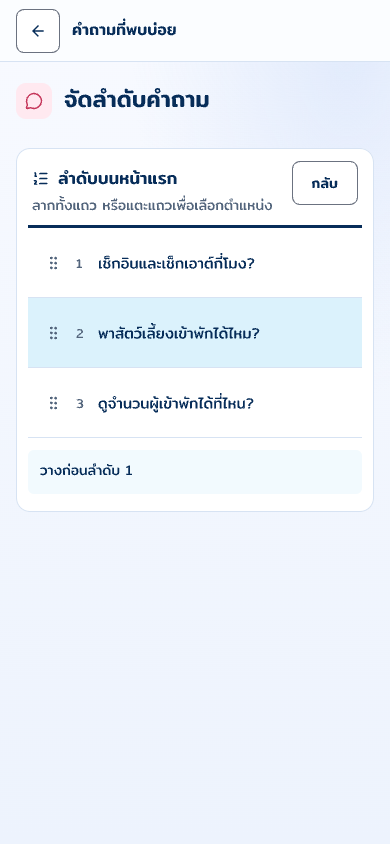 คำถามที่พบบ่อย
จัดลำดับคำถาม
ลำดับบนหน้าแรก
กลับ
ลากทั้งแถว หรือแตะแถวเพื่อเลือกตำแหน่ง
1 เช็กอินและเช็กเอาต์กี่โมง?
2 พาสัตว์เลี้ยงเข้าพักได้ไหม?
3 ดูจำนวนผู้เข้าพักได้ที่ไหน?
วางก่อนลำดับ 1